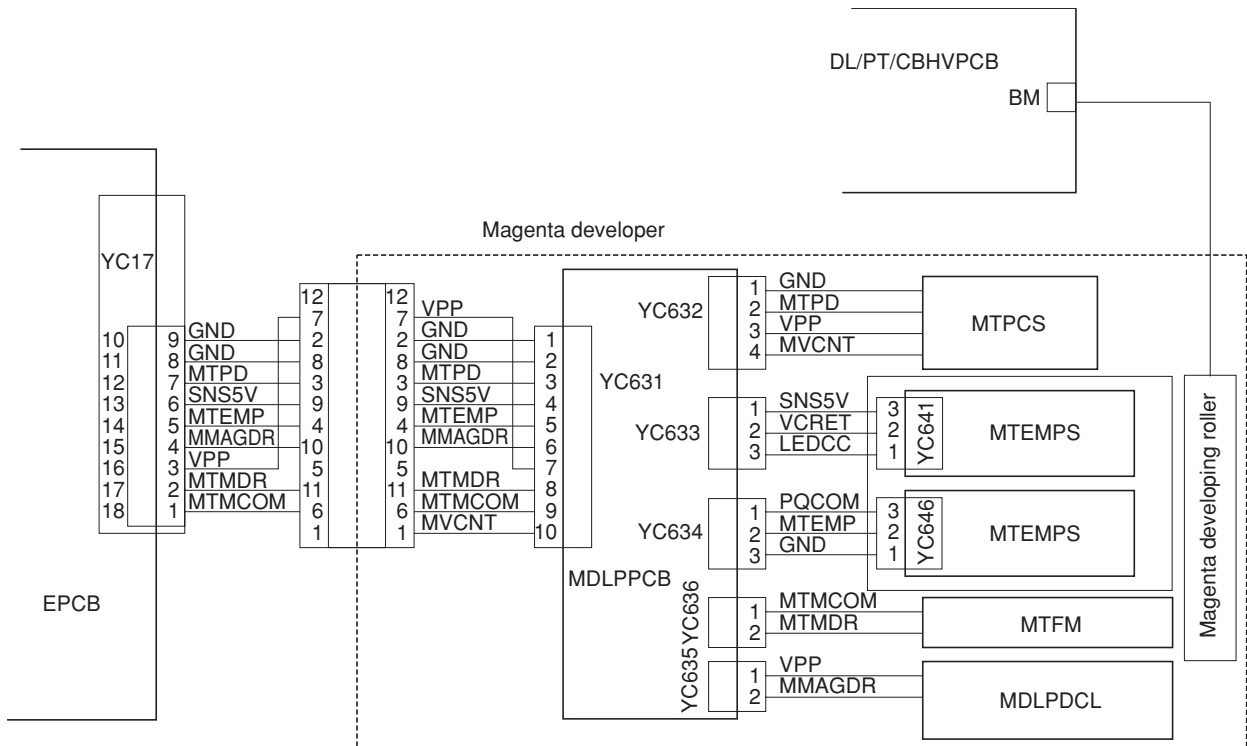 DL/PT/CBHVPCB
BM
Magenta developer
YC17
10 9 GND
11 8 GND
12 7 MTPD
13 6 SNS5V
14 5 MTEMP
15 4 MMAGDR
16 3 VPP
17 2 MTMDR
18 1 MTMCOM
EPCB
12 12
7 7 VPP
2 2 GND 1
8 8 GND 2
3 3 MTPD 3
9 9 SNS5V 4
4 4 MTEMP 5
10 10 MMAGDR 6
5 5 7
11 11 MTMDR 8
6 6 MTMCOM 9
1 1 MVCNT 10
YC631
MDLPPCB
YC632
1 GND
2 MTPD
3 VPP
4 MVCNT
MTPCS
YC633
1 SNS5V 3
2 VCRET 2
3 LEDCC 1
YC641
MTEMPS
YC634
1 PQCOM 3
2 MTEMP 2
3 GND 1
YC646
MTEMPS
YC636
1 MTMCOM
2 MTMDR
MTFM
YC635
1 VPP
2 MMAGDR
MDLPDCL
Magenta developing roller